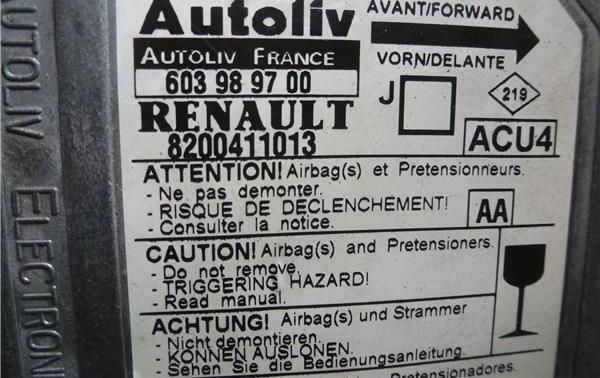 AUTOLIV ELECTRONI
Autoliv
AVANT/FORWARD
AUTOLIV FRANCE
VORN/DELANTE
603 98 97 00
J
219
RENAULT
8200411013
ACU4
ATTENTION! Airbag(s) et Pretensionneurs.
- Ne pas demonter.
- RISQUE DE DECLENCHEMENT!
- Consulter la notice.
AA
CAUTION! Airbag(s) and Pretensioners.
- Do not remove.
- TRIGGERING HAZARD!
- Read manual.
ACHTUNG! Airbag(s) und Strammer
- Nicht demontieren.
- KONNEN AUSLONEN.
- Sehen Sie die Bedienungsanleitung.
Pretensionadores.